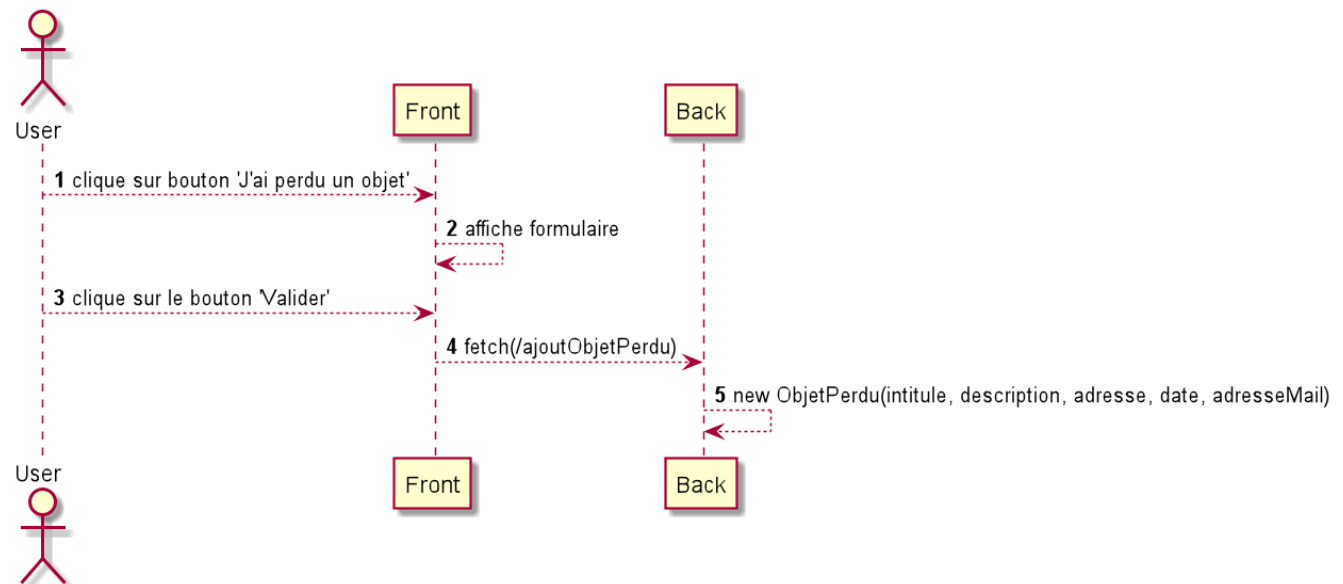 User
Front
Back
1 clique sur bouton 'J'ai perdu un objet'
2 affiche formulaire
3 clique sur le bouton 'Valider'
4 fetch(/ajoutObjetPerdu)
5 new ObjetPerdu(intitule, description, adresse, date, adresseMail)
User
Front
Back